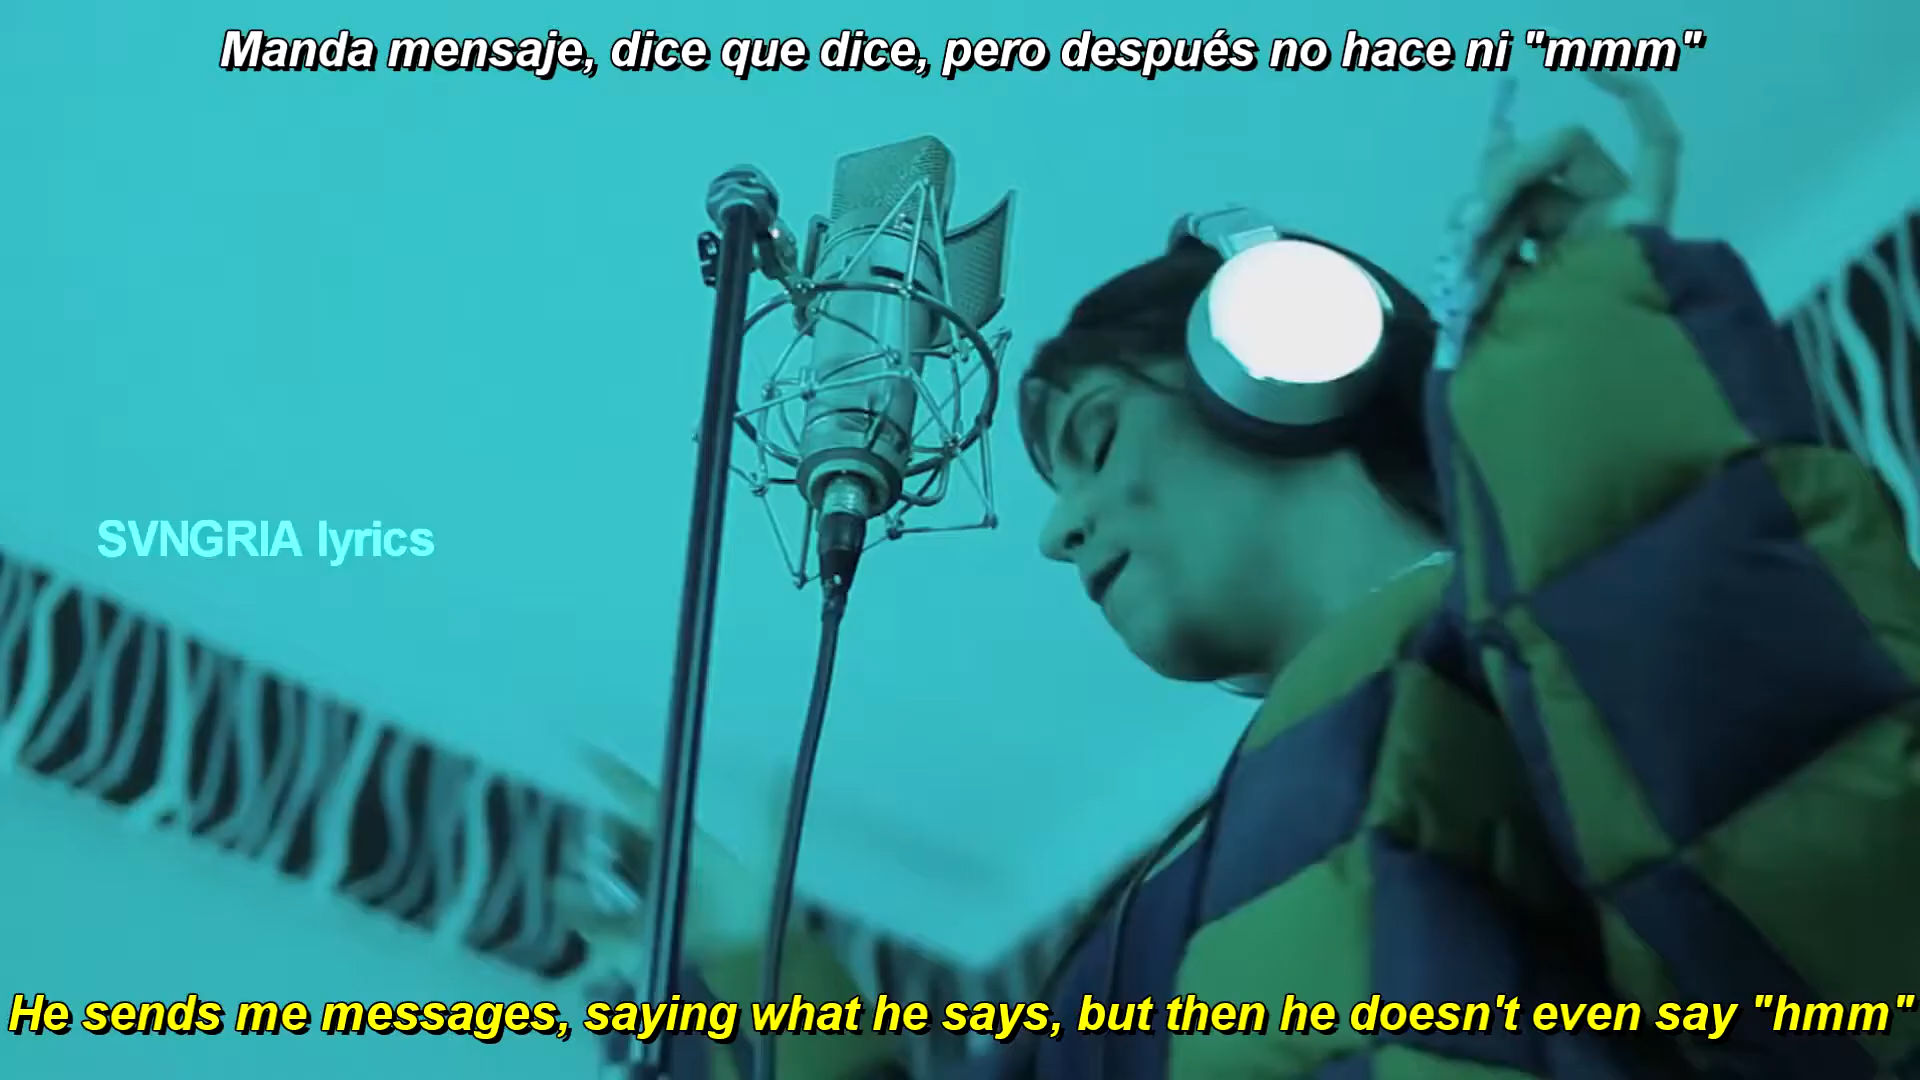 Manda mensaje, dice que dice, pero después no hace ni "mmm"
SVNGRIA lyrics
He sends me messages, saying what he says, but then he doesn't even say "hmm"